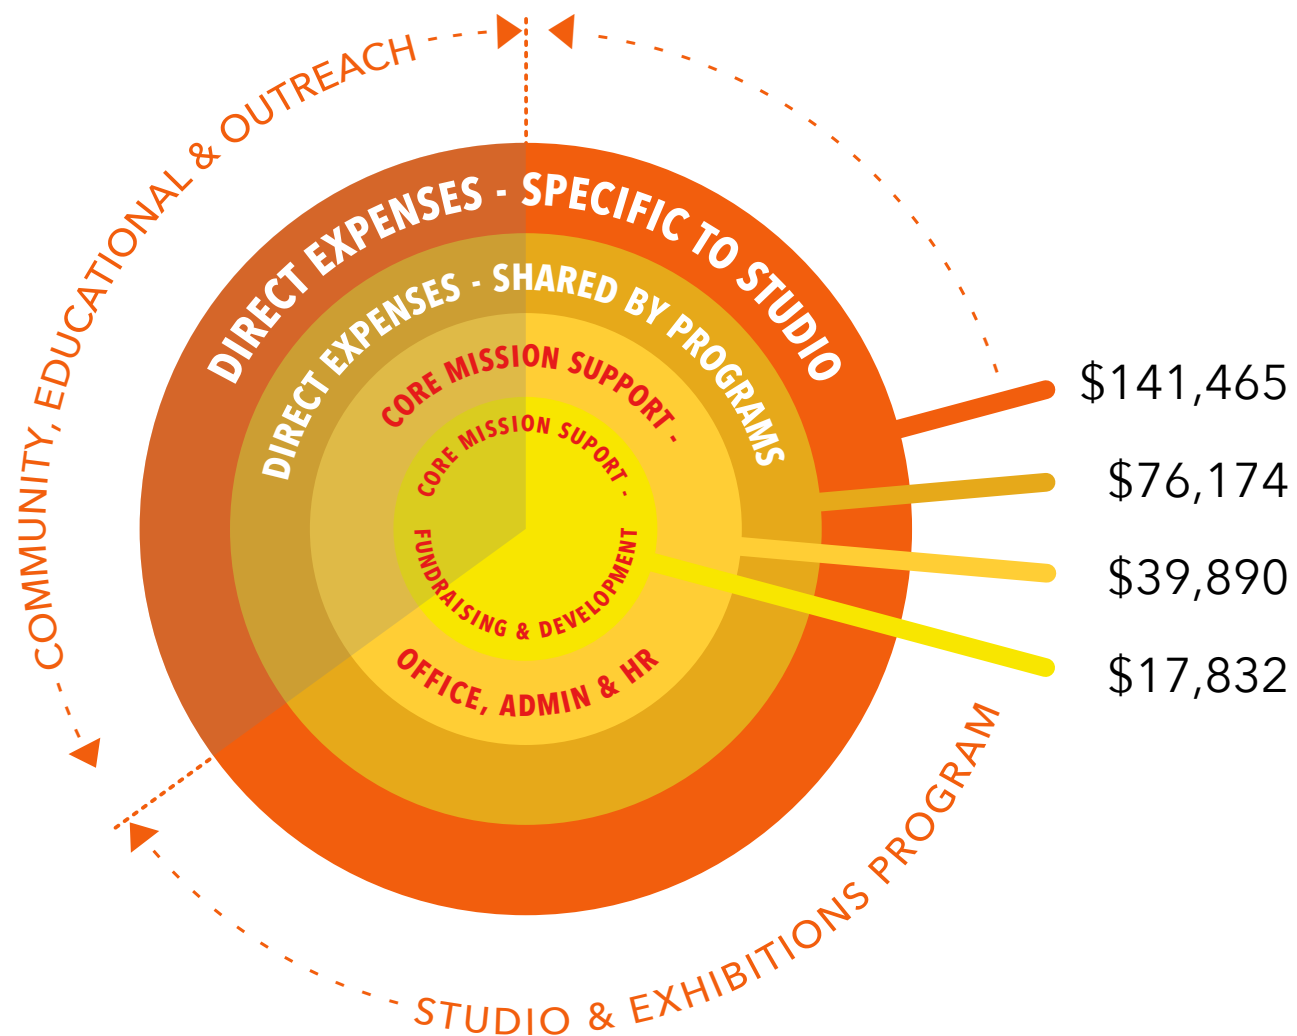 COMMUNITY, EDUCATIONAL & OUTREACH
DIRECT EXPENSES - SPECIFIC TO STUDIO
DIRECT EXPENSES - SHARED BY PROGRAMS
CORE MISSION SUPPORT -
OFFICE, ADMIN & HR
CORE MISSION SUPORT -
FUNDRAISING & DEVELOPMENT
$141,465
$76,174
$39,890
$17,832
STUDIO & EXHIBITIONS PROGRAM